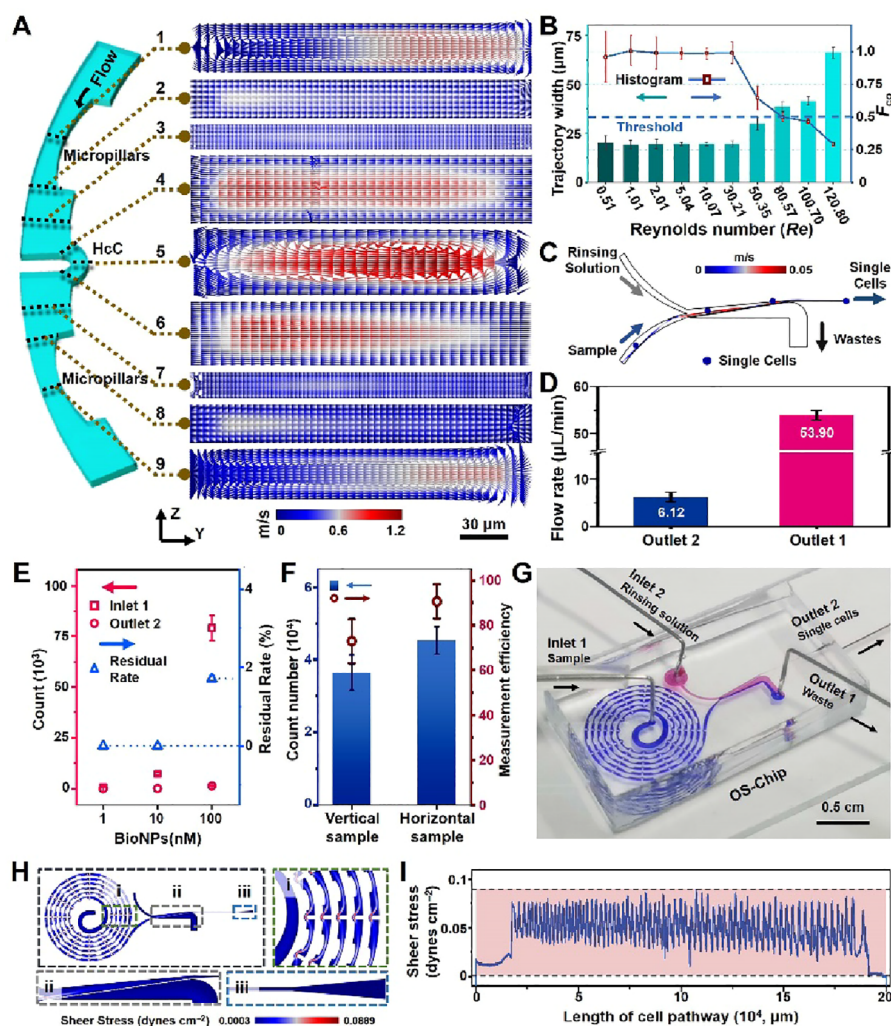 A
1
Flow
2
3
Micropillars
4
HcC
5
6
Micropillars
7
8
9
Z
Y
m/s
0 0.6 1.2
30 μm
B
Trajectory width (μm)
75
50
25
0
Histogram
Threshold
1.0
0.75
0.5
0.25
0
0.51 1.01 2.01 5.04 10.07 30.21 50.35 80.57 100.70 120.80
Reynolds number (Re)
C
Rinsing
Solution
m/s
0 0.05
Single
Cells
Sample
Wastes
Single Cells
D
Flow rate (μL/min)
60
50
10
0
6.12
53.90
Outlet 2 Outlet 1
E
Count (10³)
100
75
50
25
0
Inlet 1
Outlet 2
Residual
Rate
4
2
0
Residual Rate (%)
1 10 100
BioNPs(nM)
F
Count number (10⁴)
6
4
2
0
100
80
60
40
20
0
Measurement efficiency
Vertical
sample
Horizontal
sample
G
Inlet 2
Rinsing solution
Inlet 1
Sample
Outlet 2
Single cells
Outlet 1
Waste
OS-Chip
0.5 cm
H
i
ii
iii
i
ii
iii
Sheer Stress (dynes cm⁻²) 0.0003 0.0889
I
Sheer stress
(dynes cm⁻²)
0.1
0.05
0
0 5 10 15 20
Length of cell pathway (10⁴, μm)